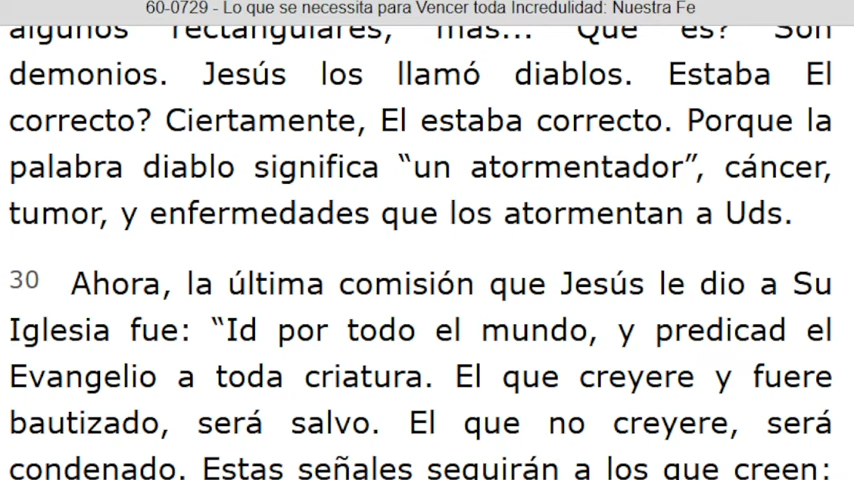 60-0729 - Lo que se necessita para Vencer toda Incredulidad: Nuestra Fe
algunos rectangulares, más... Qué es? Son
demonios. Jesús los llamó diablos. Estaba El
correcto? Ciertamente, El estaba correcto. Porque la
palabra diablo significa “un atormentador”, cáncer,
tumor, y enfermedades que los atormentan a Uds.
30 Ahora, la última comisión que Jesús le dio a Su
Iglesia fue: “Id por todo el mundo, y predicad el
Evangelio a toda criatura. El que creyere y fuere
bautizado, será salvo. El que no creyere, será
condenado. Estas señales seguirán a los que creen: